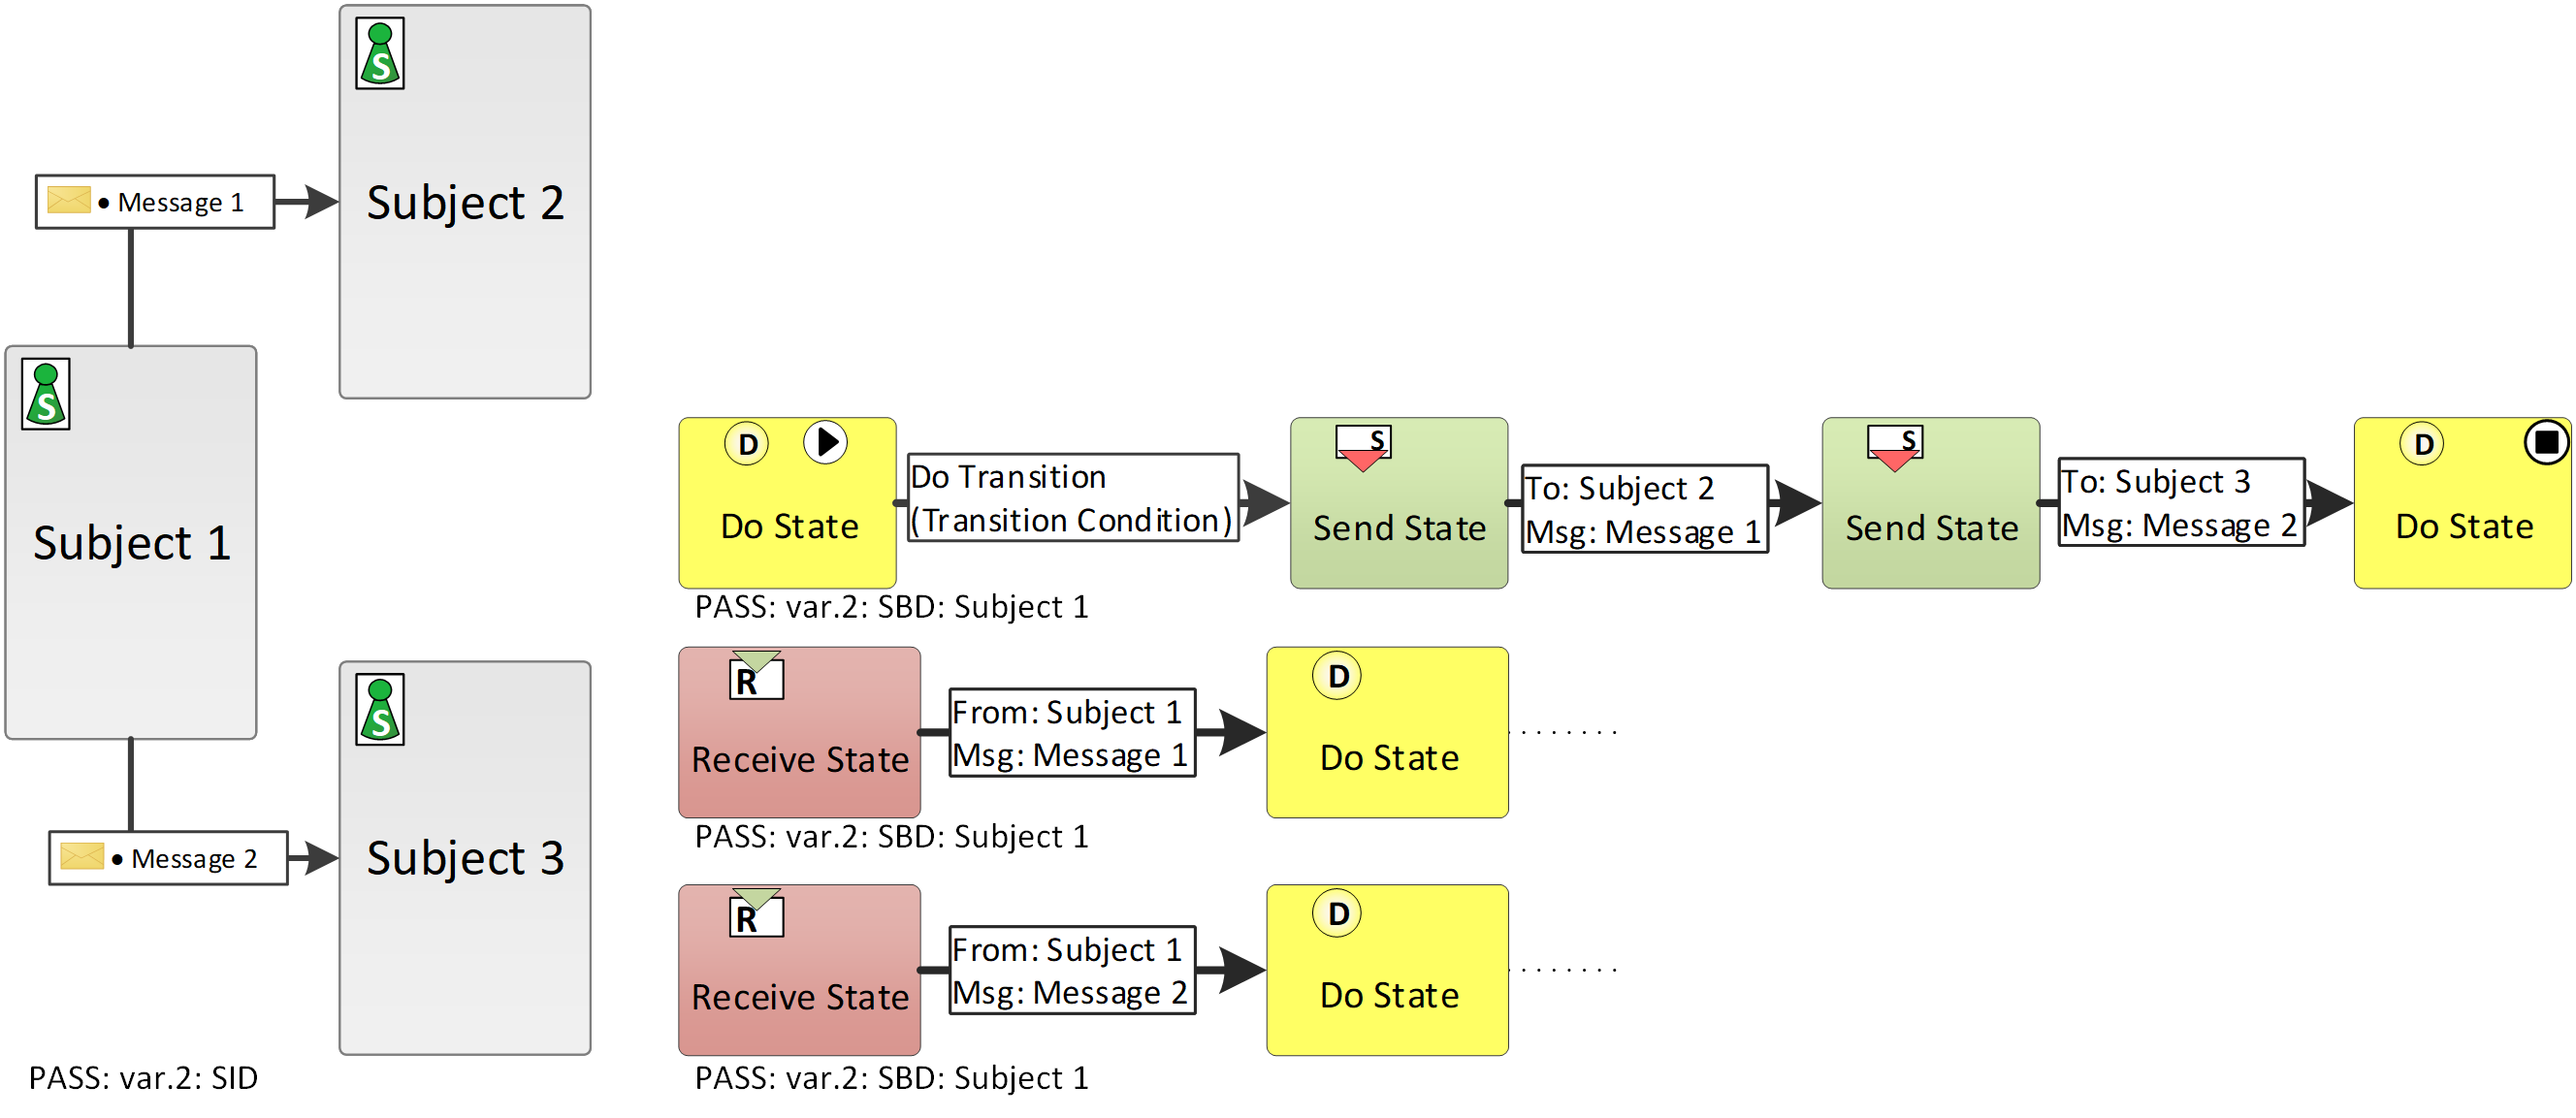 S
Subject 2
• Message 1
S
Subject 1
S
Subject 3
• Message 2
PASS: var.2: SID
D
Do State
Do Transition
(Transition Condition)
S
Send State
To: Subject 2
Msg: Message 1
S
Send State
To: Subject 3
Msg: Message 2
D
Do State
PASS: var.2: SBD: Subject 1
R
Receive State
From: Subject 1
Msg: Message 1
D
Do State
........
PASS: var.2: SBD: Subject 1
R
Receive State
From: Subject 1
Msg: Message 2
D
Do State
........
PASS: var.2: SBD: Subject 1